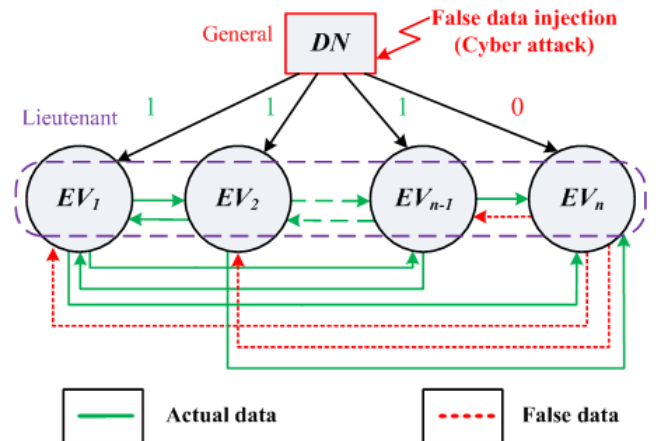 General
DN
False data injection
(Cyber attack)
1
1
1
0
Lieutenant
EV₁
EV₂
EVₙ₋₁
EVₙ
Actual data
False data